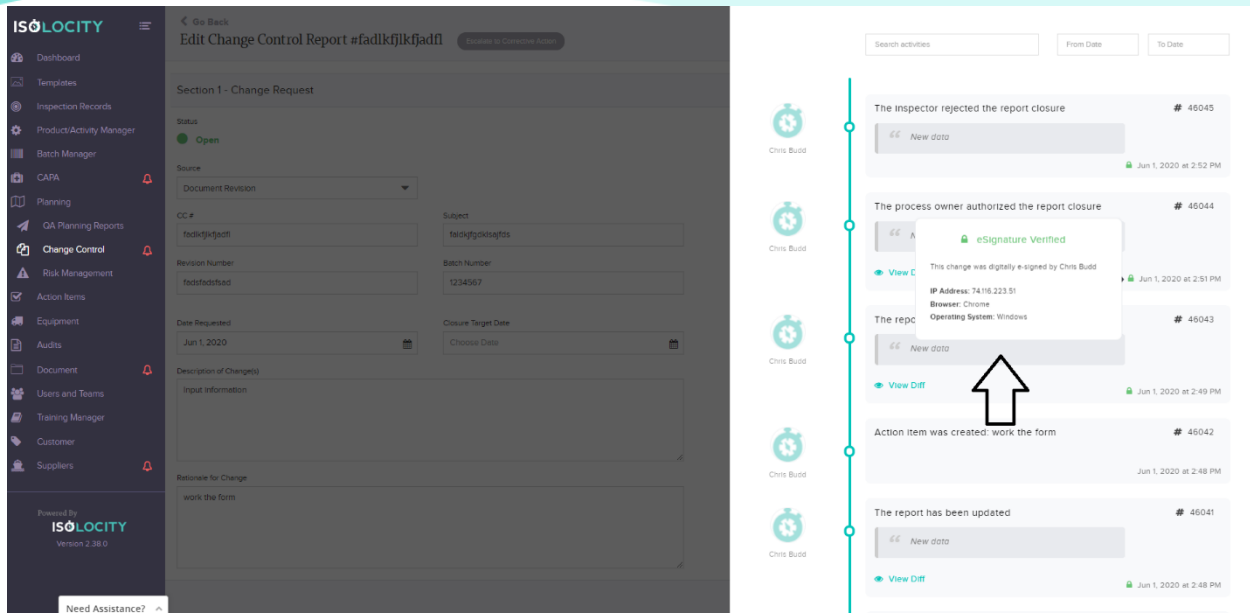 ISOLOCITY
Dashboard
Templates
Inspection Records
Product/Activity Manager
Batch Manager
CAPA
Planning
QA Planning Reports
Change Control
Risk Management
Action Items
Equipment
Audits
Document
Users and Teams
Training Manager
Customer
Suppliers
Powered By
ISOLOCITY
Version 2.38.0
Need Assistance?
Go Back
Edit Change Control Report #fadlkfjlkfjadfl
Escalate to Corrective Action
Section 1 - Change Request
Status
Open
Source
Document Revision
CC #
Subject
fadlkfjlkfjadfl
Revision Number
Batch Number
fadsfadsfsad
1234567
Date Requested
Closure Target Date
Jun 1, 2020
Choose Date
Description of Change(s)
Input Information
Rationale for Change
work the form
Search activities
From Date
To Date
The inspector rejected the report closure
# 46045
New data
Chris Budd
Jun 1, 2020 at 2:52 PM
The process owner authorized the report closure
# 46044
Chris Budd
View D
Jun 1, 2020 at 2:51 PM
eSignature Verified
This change was digitally e-signed by Chris Budd
IP Address: 74.116.223.51
Browser: Chrome
Operating System: Windows
The repo
# 46043
New data
Chris Budd
View Diff
Jun 1, 2020 at 2:49 PM
Action item was created: work the form
# 46042
Chris Budd
Jun 1, 2020 at 2:48 PM
The report has been updated
# 46041
New data
Chris Budd
View Diff
Jun 1, 2020 at 2:48 PM